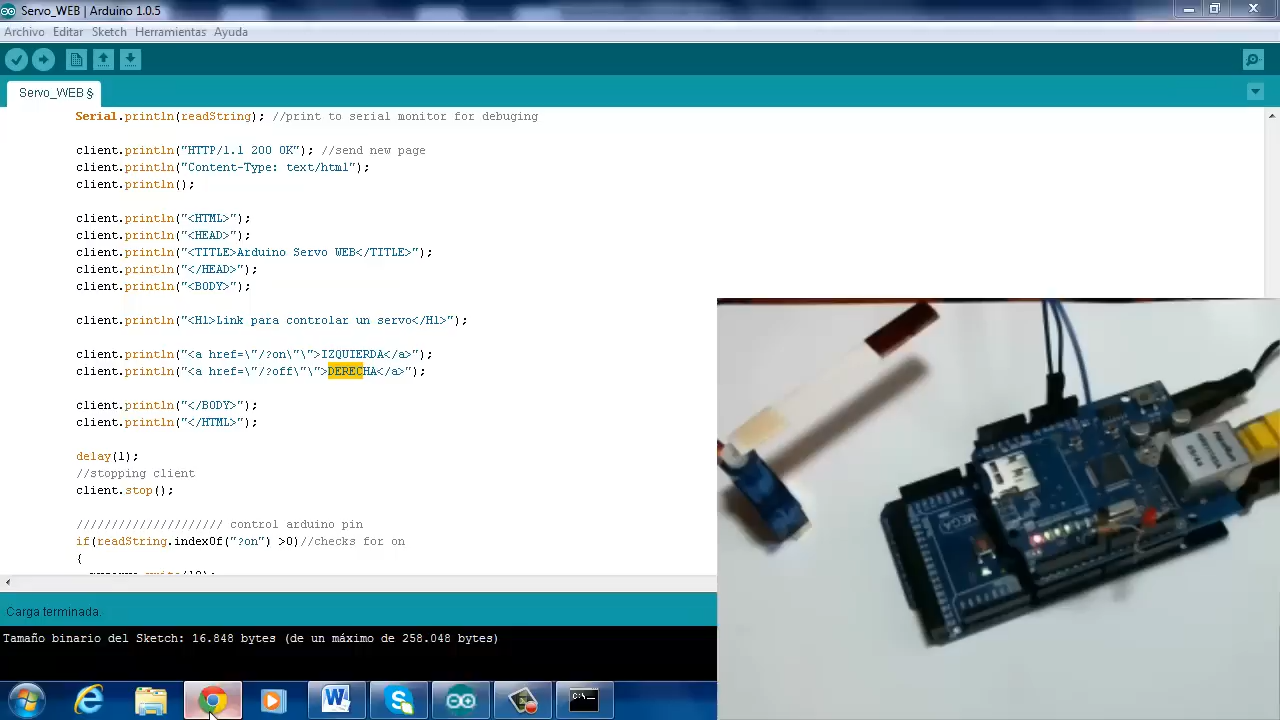 Servo_WEB | Arduino 1.0.5
Archivo Editar Sketch Herramientas Ayuda
Servo_WEB §
Serial.println(readString); //print to serial monitor for debuging
client.println("HTTP/1.1 200 OK"); //send new page
client.println("Content-Type: text/html");
client.println();
client.println("<HTML>");
client.println("<HEAD>");
client.println("<TITLE>Arduino Servo WEB</TITLE>");
client.println("</HEAD>");
client.println("<BODY>");
client.println("<H1>Link para controlar un servo</H1>");
client.println("<a href=\"/?on\"\">IZQUIERDA</a>");
client.println("<a href=\"/?off\"\">DERECHA</a>");
client.println("</BODY>");
client.println("</HTML>");
delay(1);
//stopping client
client.stop();
///////////////////// control arduino pin
if(readString.indexOf("?on") >0)//checks for on
{
Carga terminada.
Tamaño binario del Sketch: 16.848 bytes (de un máximo de 258.048 bytes)
MEGA